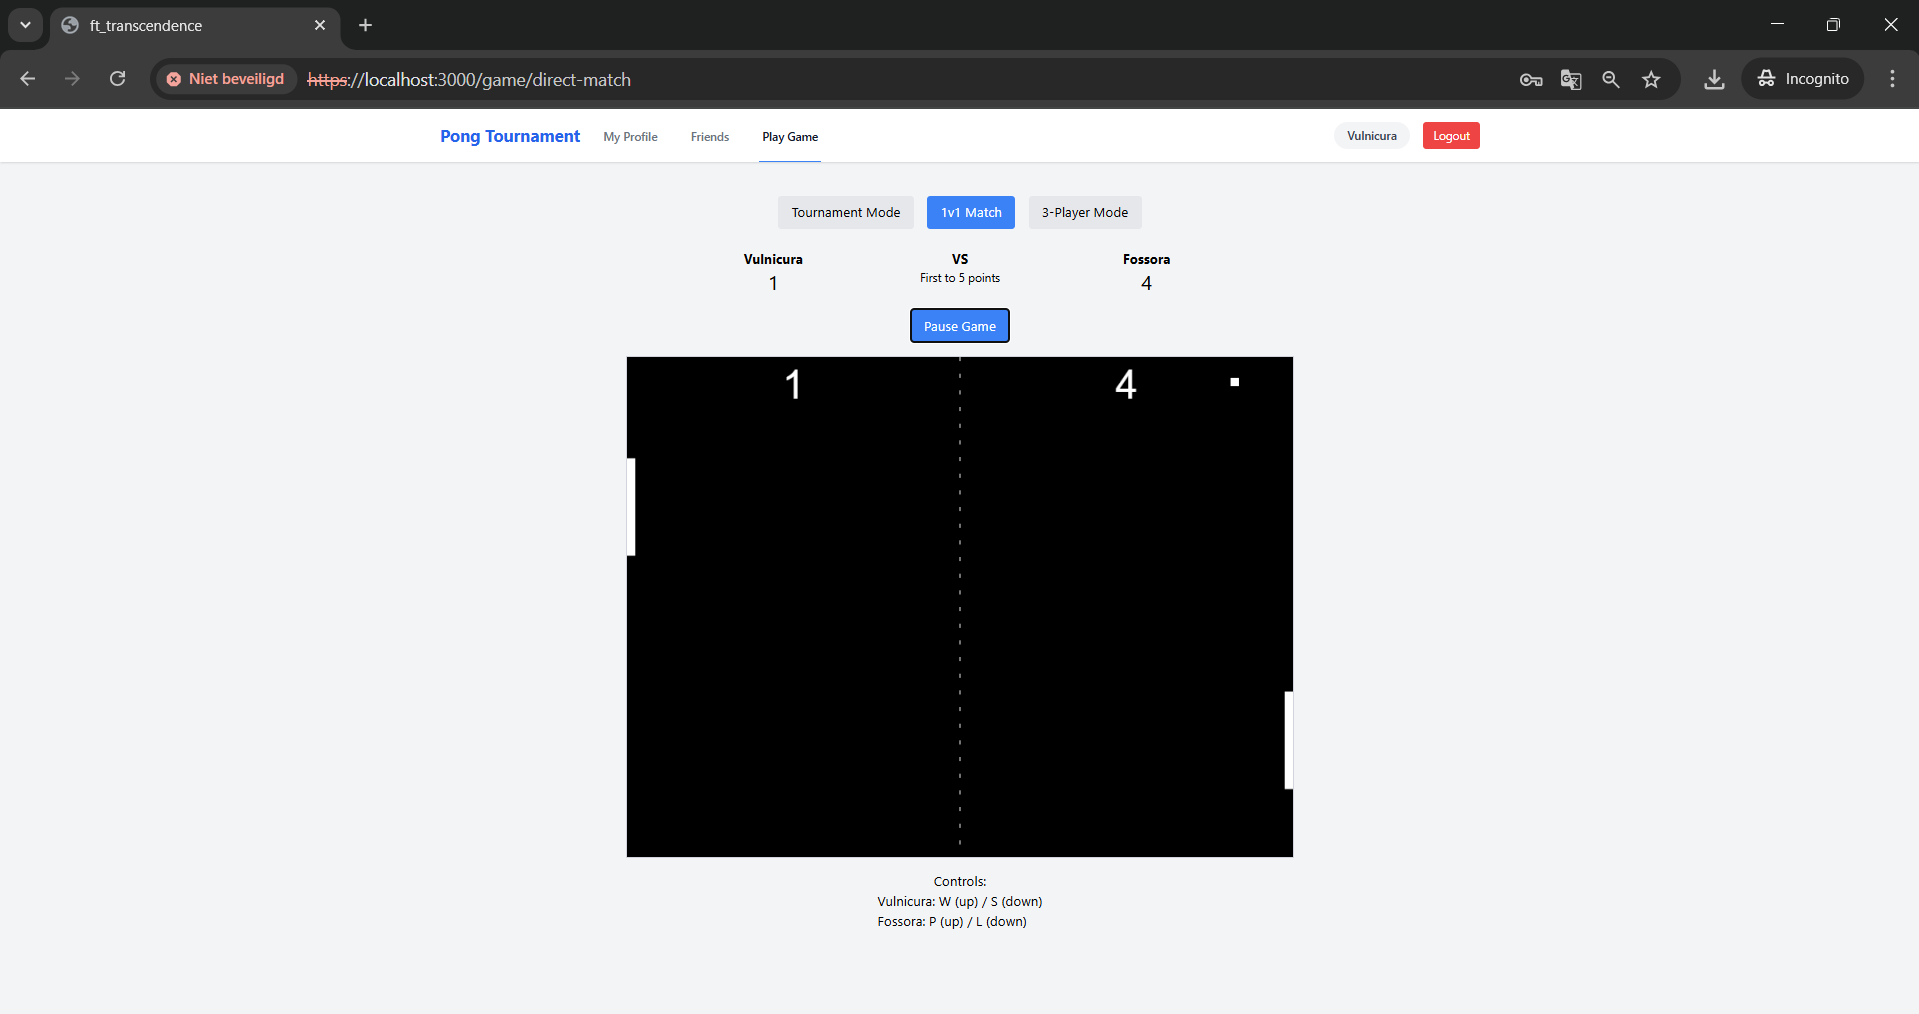 ft_transcendence
Niet beveiligd https://localhost:3000/game/direct-match Incognito
Pong Tournament My Profile Friends Play Game Vulnicura Logout
Tournament Mode 1v1 Match 3-Player Mode
Vulnicura VS Fossora
1 First to 5 points 4
Pause Game
1 4
Controls:
Vulnicura: W (up) / S (down)
Fossora: P (up) / L (down)